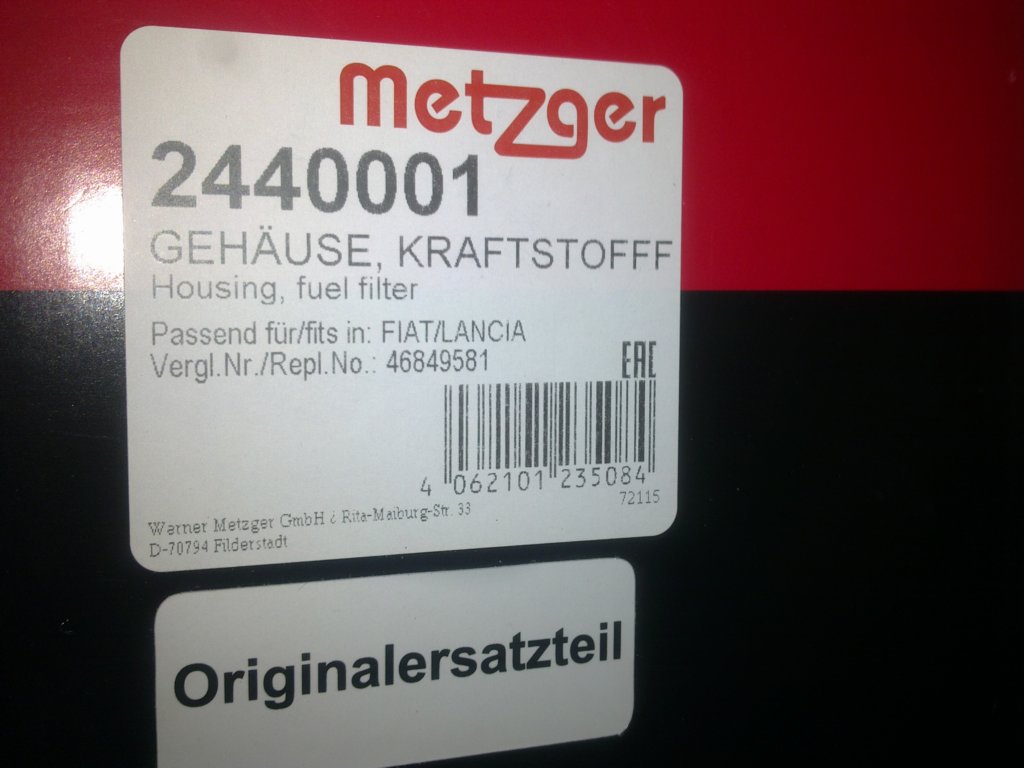 metzger
2440001
GEHÄUSE, KRAFTSTOFFF
Housing, fuel filter
Passend für/fits in: FIAT/LANCIA
Vergl.Nr./Repl.No.: 46849581
EAC
4 062101 235084
72115
Werner Metzger GmbH ¿ Rita-Maiburg-Str. 33
D-70794 Filderstadt
Originalersatzteil